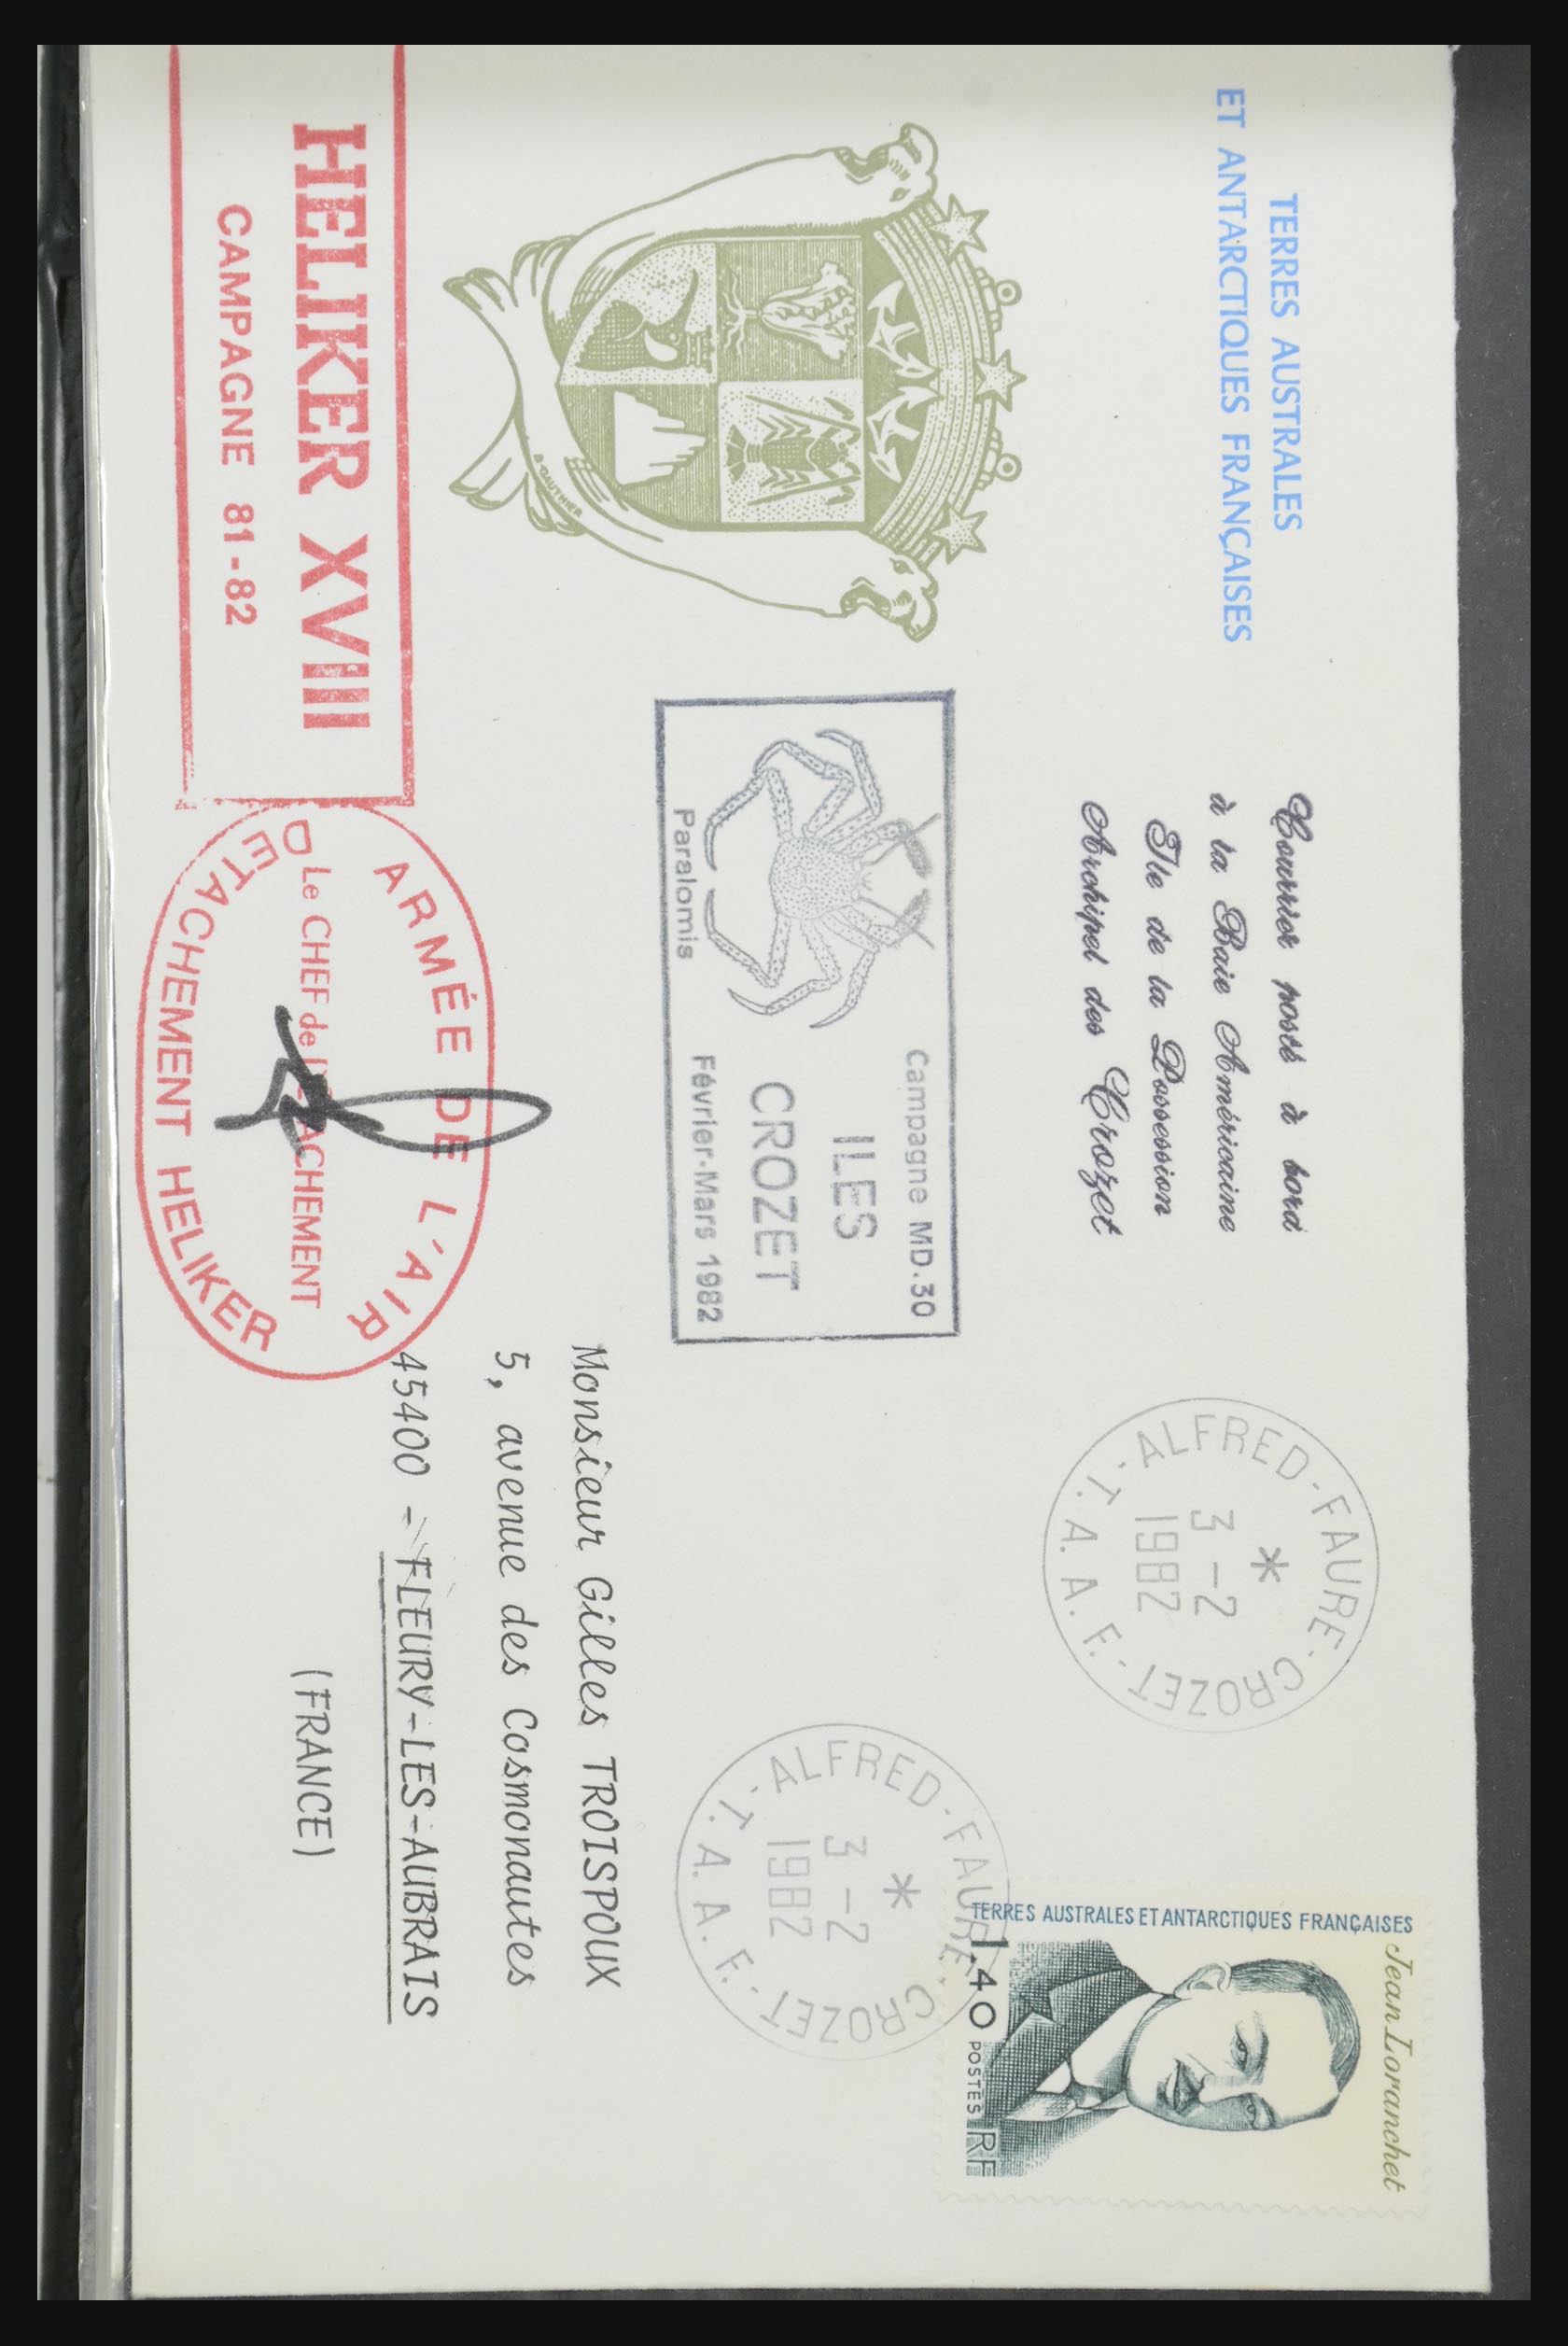 TERRES AUSTRALES
ET ANTARCTIQUES FRANÇAISES
Courrier posté à bord
à la Baie Américaine
Ile de la Possession
Archipel des Crozet
ALFRED-FAURE-CROZET-T.A.A.F.-
*
3-2
1982
TERRES AUSTRALES ET ANTARCTIQUES FRANÇAISES
Jean Loranchet
1.40 POSTES RF
ALFRED-FAURE-CROZET-T.A.A.F.-
*
3-2
1982
A. DAUTHIER
Campagne MD.30
ILES
CROZET
Février-Mars 1982
Paralomis
Monsieur Gilles TROISPOUX
5, avenue des Cosmonautes
45400 - FLEURY-LES-AUBRAIS
(FRANCE)
HELIKER XVIII
CAMPAGNE 81-82
ARMÉE DE L'AIR
Le CHEF de DETACHEMENT
DETACHEMENT HELIKER